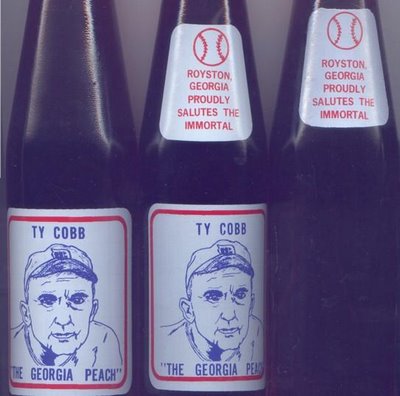 ROYSTON,
GEORGIA
PROUDLY
SALUTES THE
IMMORTAL
ROYSTON,
GEORGIA
PROUDLY
SALUTES THE
IMMORTAL
TY COBB
"THE GEORGIA PEACH"
TY COBB
"THE GEORGIA PEACH